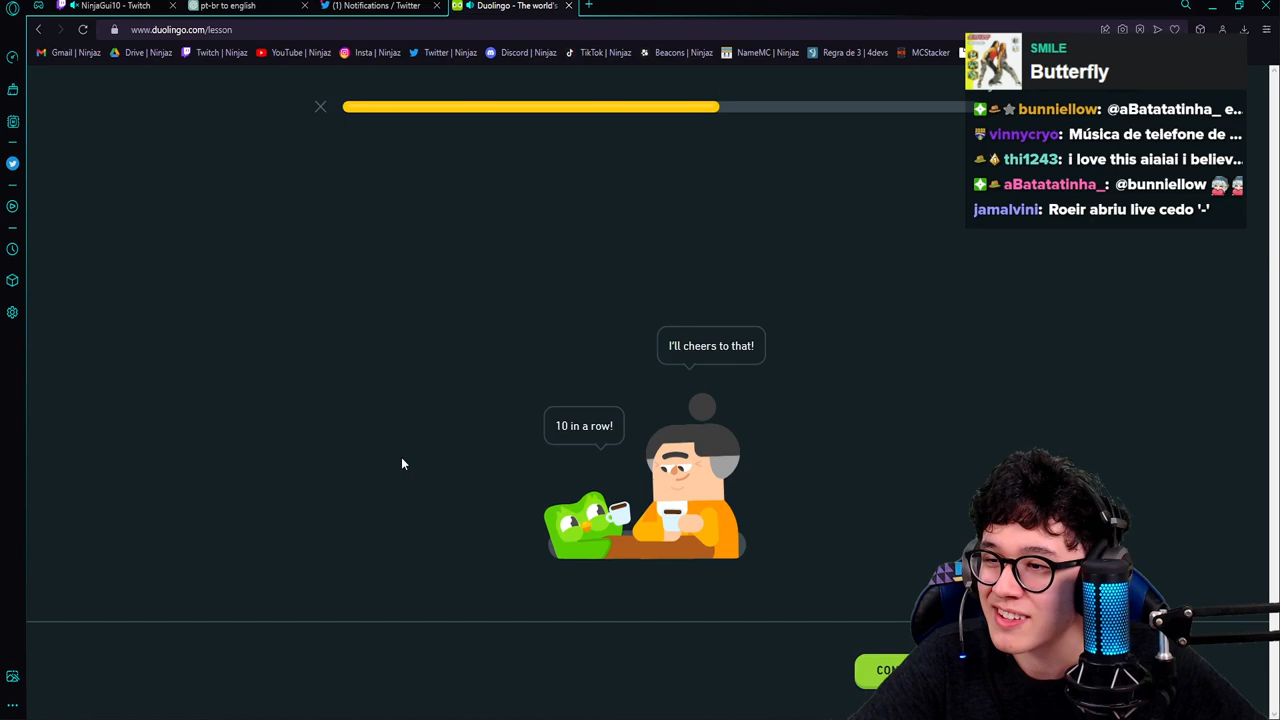 NinjaGui10 - Twitch
pt-br to english
(1) Notifications / Twitter
Duolingo - The world's
www.duolingo.com/lesson
Gmail | Ninjaz
Drive | Ninjaz
Twitch | Ninjaz
YouTube | Ninjaz
Insta | Ninjaz
Twitter | Ninjaz
Discord | Ninjaz
TikTok | Ninjaz
Beacons | Ninjaz
NameMC | Ninjaz
Regra de 3 | 4devs
MCStacker
SMILE
Butterfly
bunniellow: @aBatatatinha_ e...
vinnycryo: Música de telefone de ...
thi1243: i love this aiaiai i believ...
aBatatatinha_: @bunniellow
jamalvini: Roeir abriu live cedo '-'
I'll cheers to that!
10 in a row!
CON